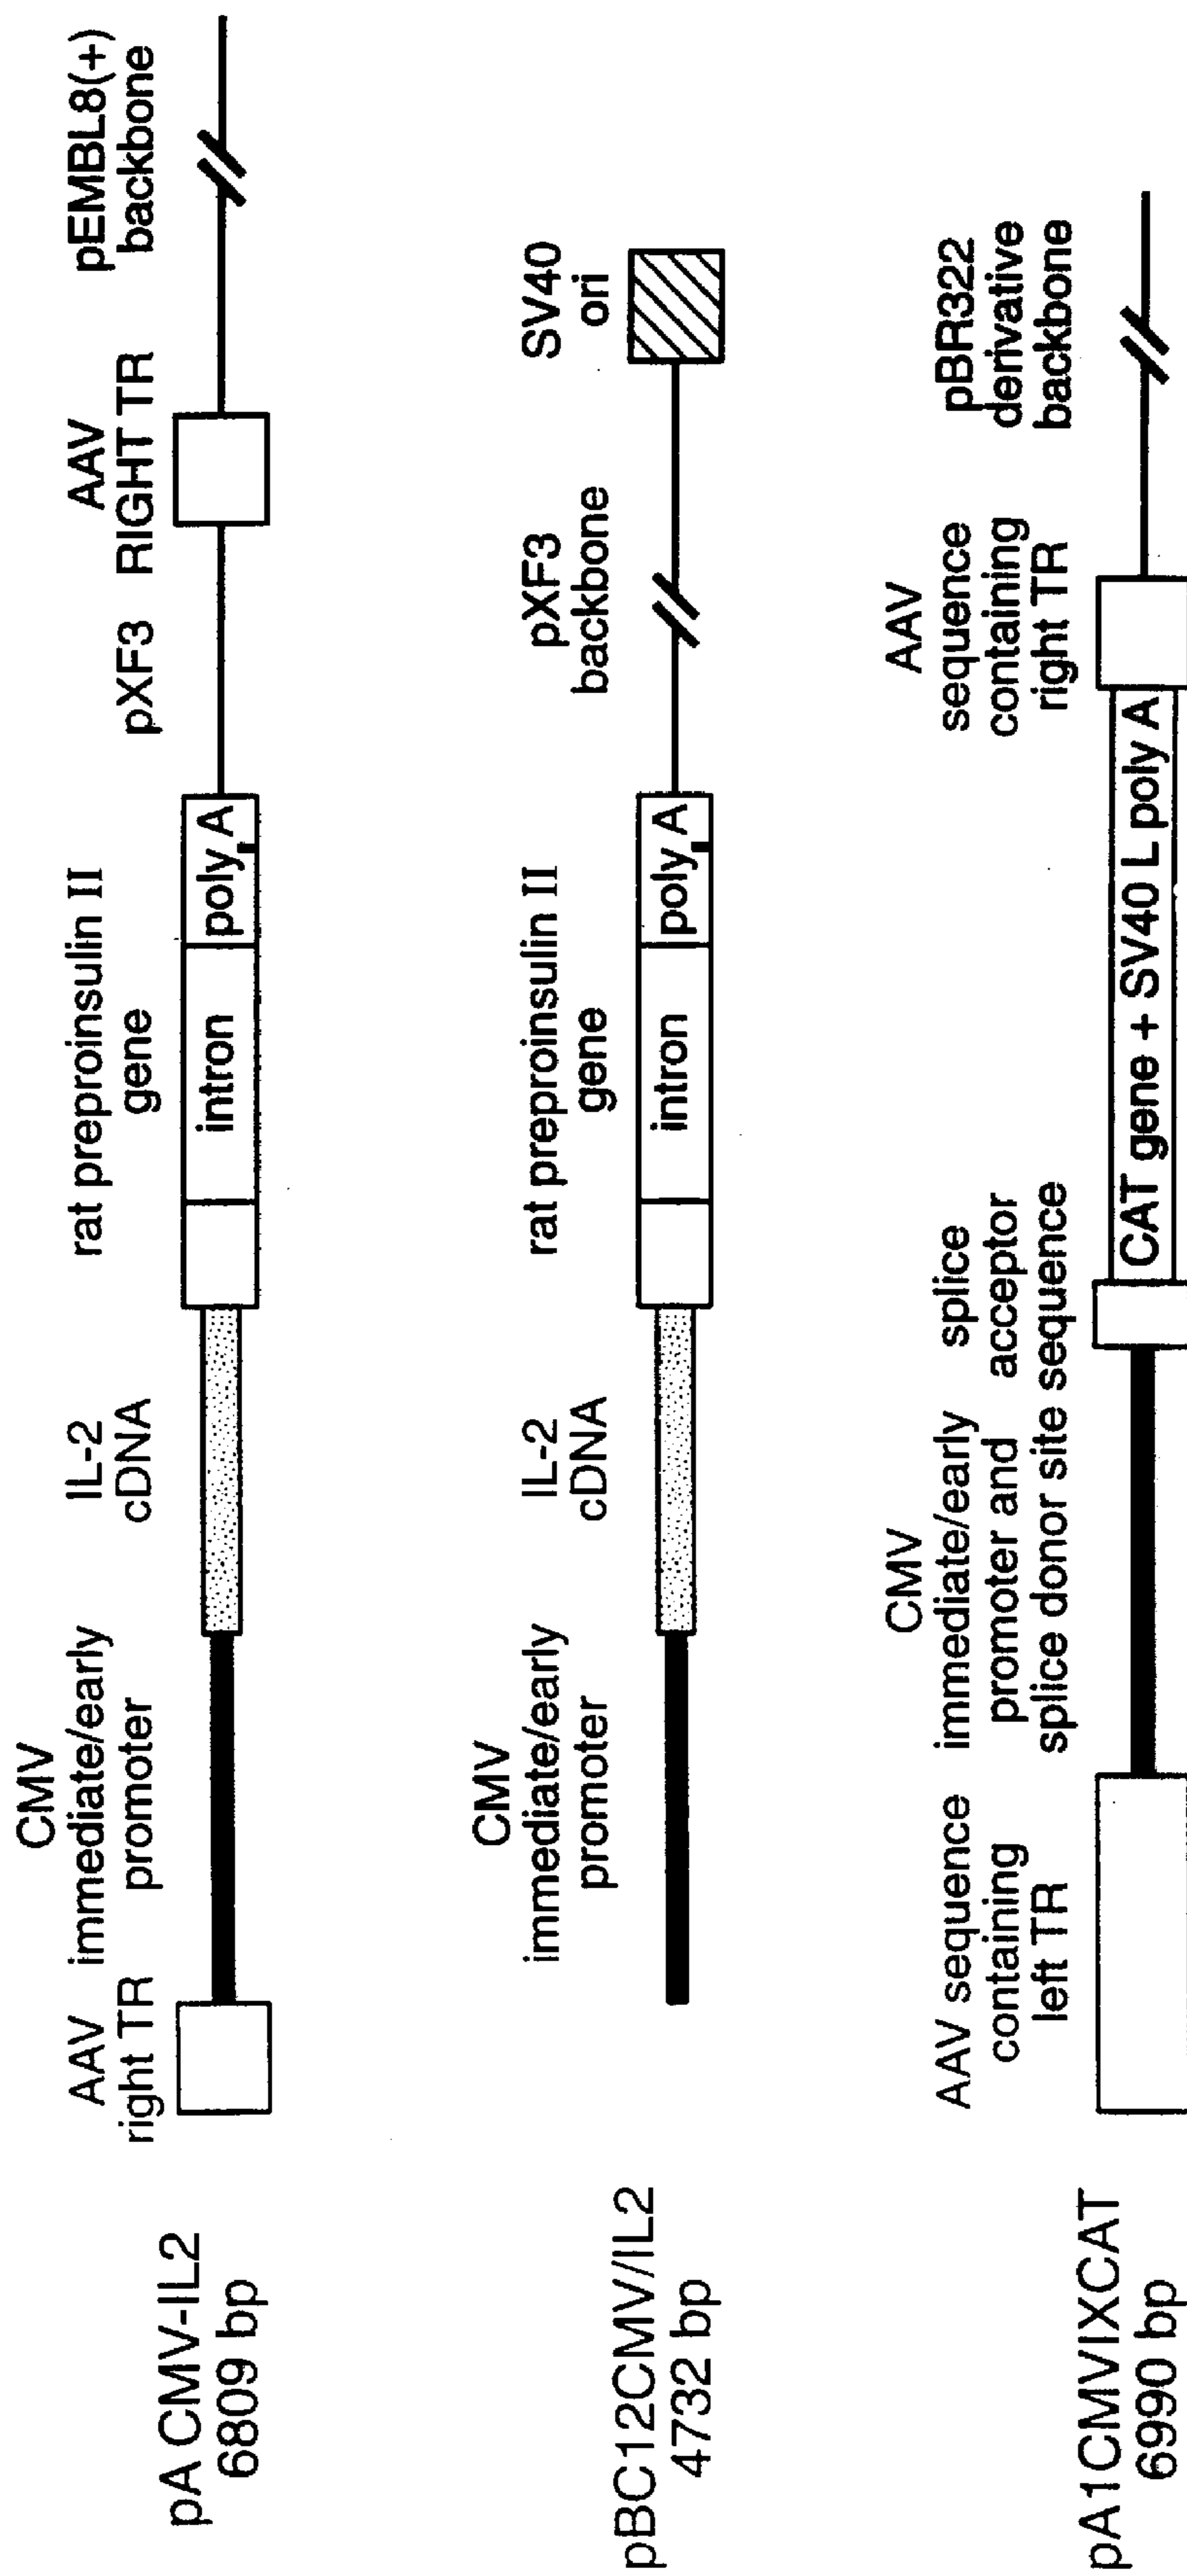 pA CMV-IL2
6809 bp
AAV
right TR
CMV
immediate/early
promoter
IL-2
cDNA
rat preproinsulin II
gene
intron
poly A
pXF3
AAV
RIGHT TR
pEMBL8(+)
backbone
pBC12CMV/IL2
4732 bp
CMV
immediate/early
promoter
IL-2
cDNA
rat preproinsulin II
gene
intron
poly A
pXF3
backbone
SV40
ori
pA1CMVIXCAT
6990 bp
AAV sequence
containing
left TR
CMV
immediate/early
promoter and
splice donor site
splice
acceptor
sequence
CAT gene + SV40 L poly A
AAV
sequence
containing
right TR
pBR322
derivative
backbone